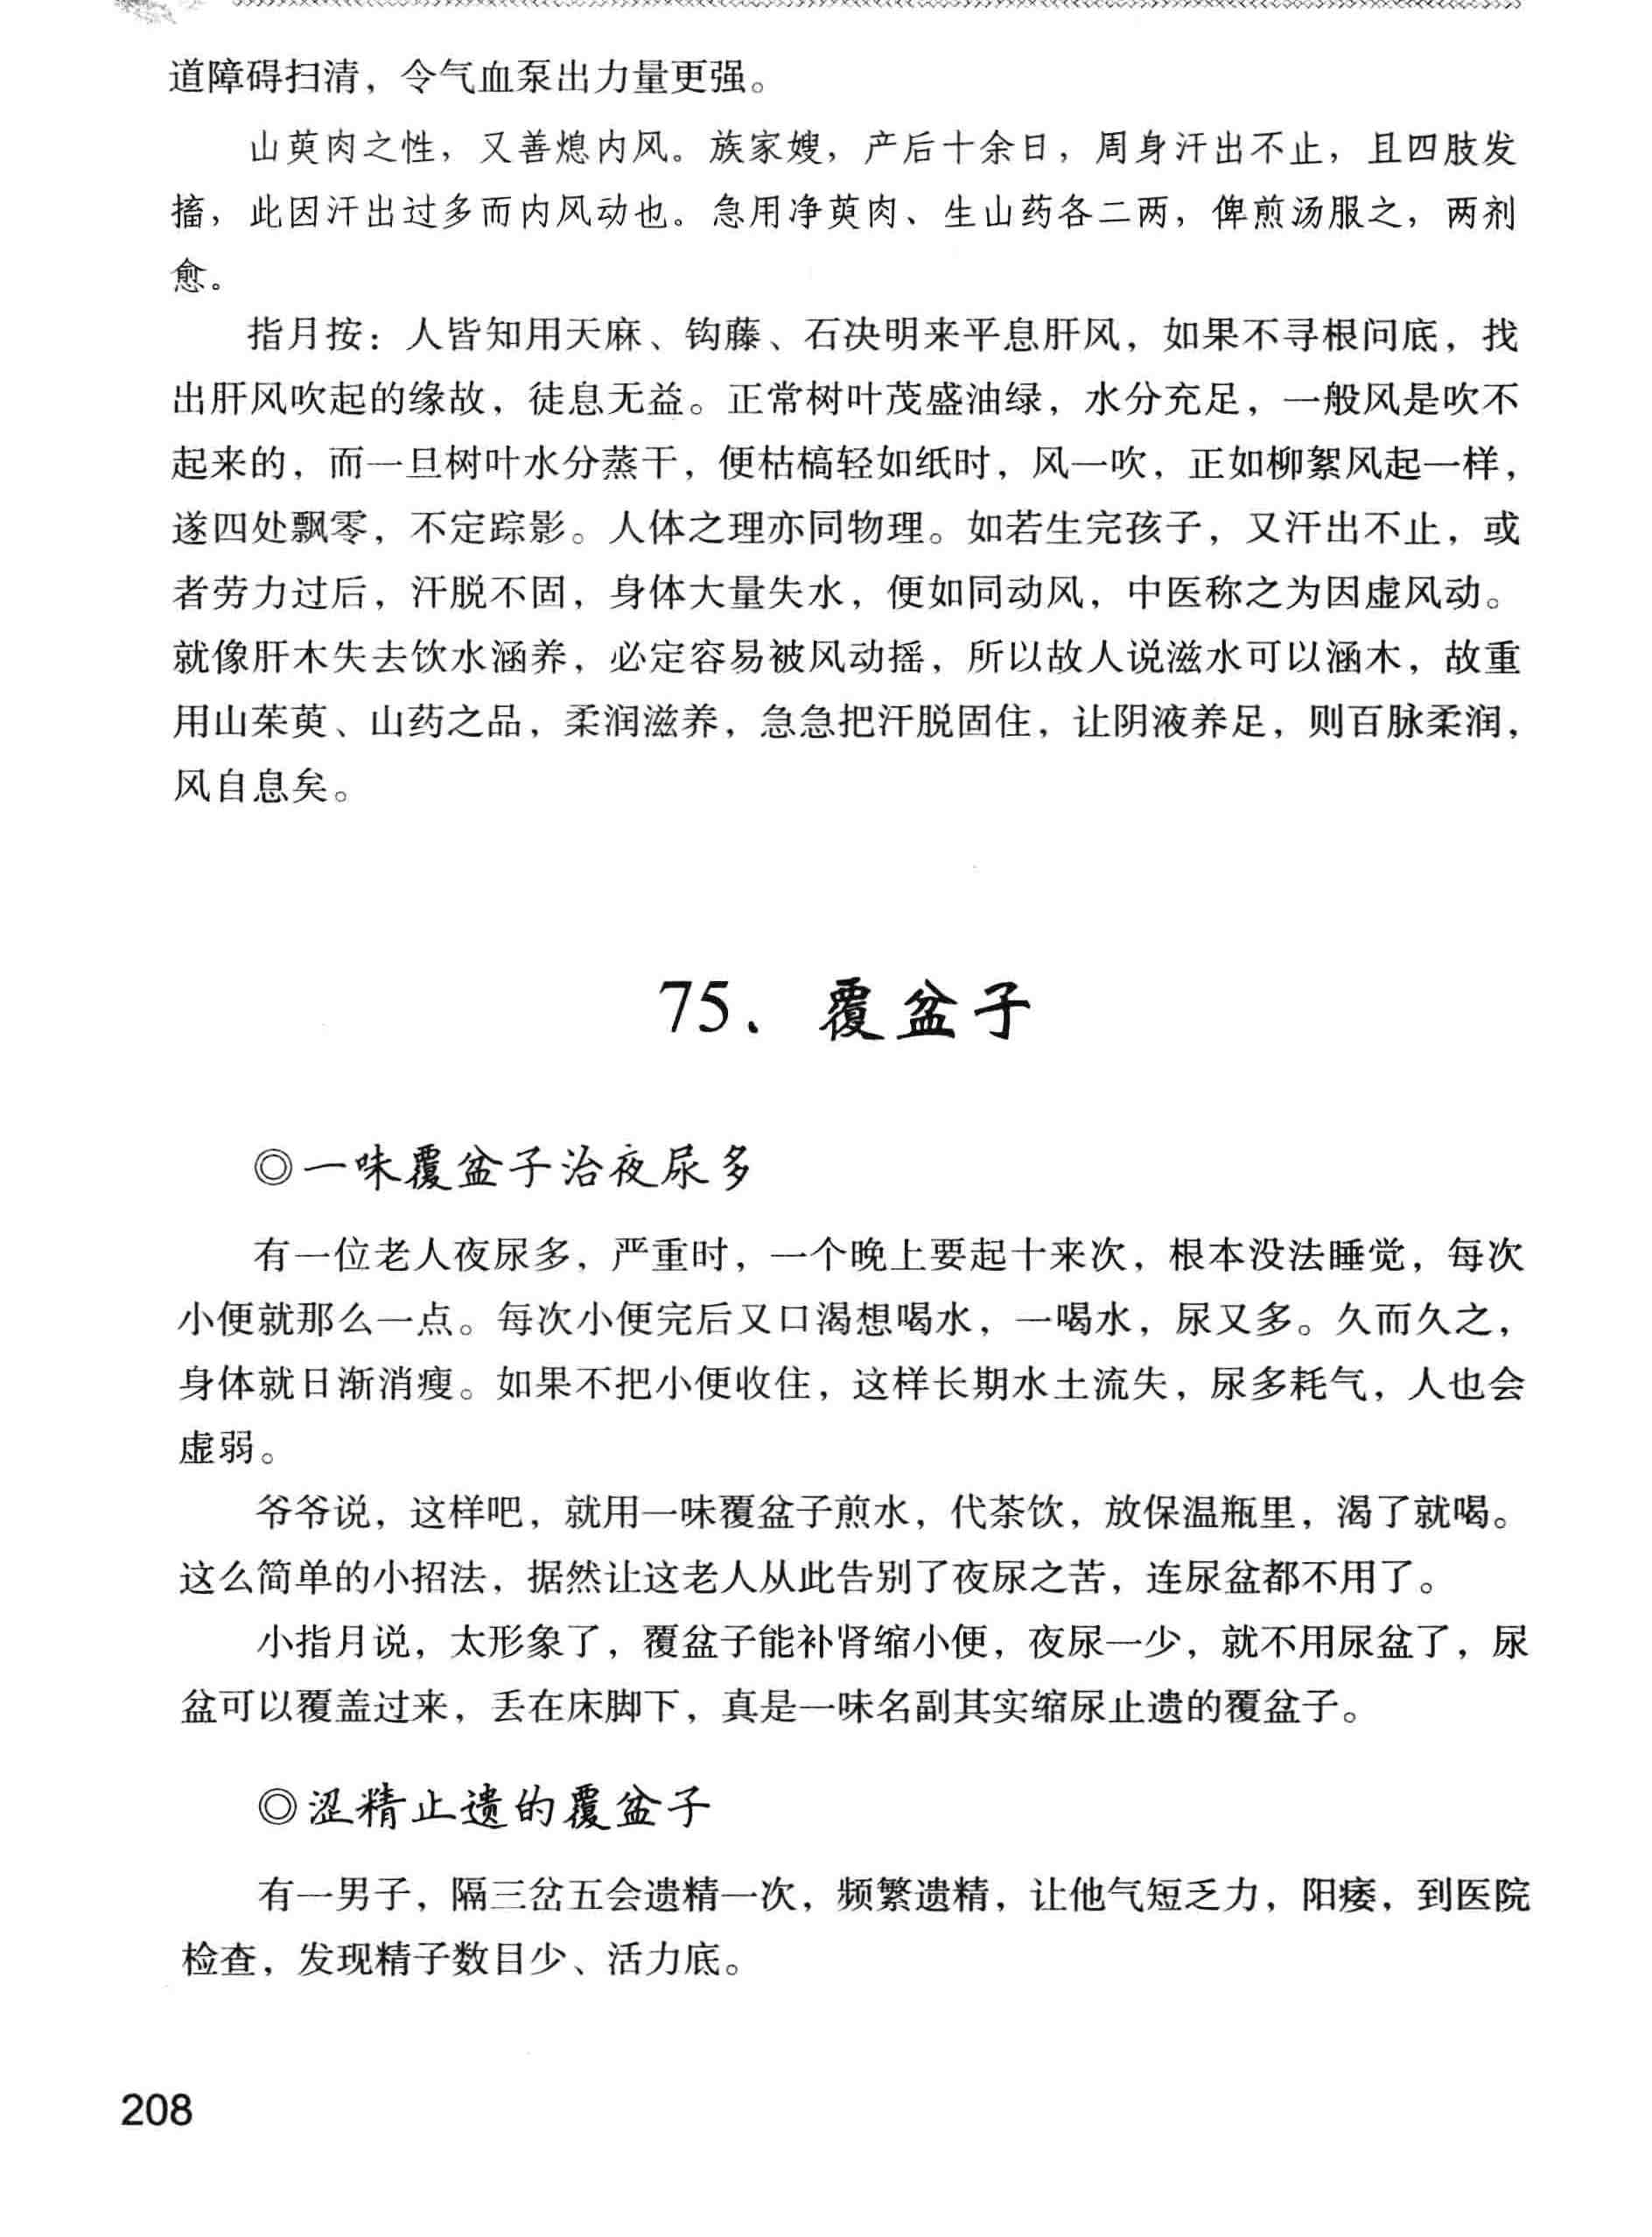 道障碍扫清，令气血泵出力量更强。
山萸肉之性，又善熄内风。族家嫂，产后十余日，周身汗出不止，且四肢发
搐，此因汗出过多而内风动也。急用净萸肉、生山药各二两，俾煎汤服之，两剂
愈。
指月按：人皆知用天麻、钩藤、石决明来平息肝风，如果不寻根问底，找
出肝风吹起的缘故，徒息无益。正常树叶茂盛油绿，水分充足，一般风是吹不
起来的，而一旦树叶水分蒸干，便枯槁轻如纸时，风一吹，正如柳絮风起一样，
遂四处飘零，不定踪影。人体之理亦同物理。如若生完孩子，又汗出不止，或
者劳力过后，汗脱不固，身体大量失水，便如同动风，中医称之为因虚风动。
就像肝木失去饮水涵养，必定容易被风动摇，所以故人说滋水可以涵木，故重
用山茱萸、山药之品，柔润滋养，急急把汗脱固住，让阴液养足，则百脉柔润，
风自息矣。
75．覆盆子
◎一味覆盆子治夜尿多
有一位老人夜尿多，严重时，一个晚上要起十来次，根本没法睡觉，每次
小便就那么一点。每次小便完后又口渴想喝水，一喝水，尿又多。久而久之，
身体就日渐消瘦。如果不把小便收住，这样长期水土流失，尿多耗气，人也会
虚弱。
爷爷说，这样吧，就用一味覆盆子煎水，代茶饮，放保温瓶里，渴了就喝。
这么简单的小招法，据然让这老人从此告别了夜尿之苦，连尿盆都不用了。
小指月说，太形象了，覆盆子能补肾缩小便，夜尿一少，就不用尿盆了，尿
盆可以覆盖过来，丢在床脚下，真是一味名副其实缩尿止遗的覆盆子。
◎涩精止遗的覆盆子
有一男子，隔三岔五会遗精一次，频繁遗精，让他气短乏力，阳痿，到医院
检查，发现精子数目少、活力底。
208